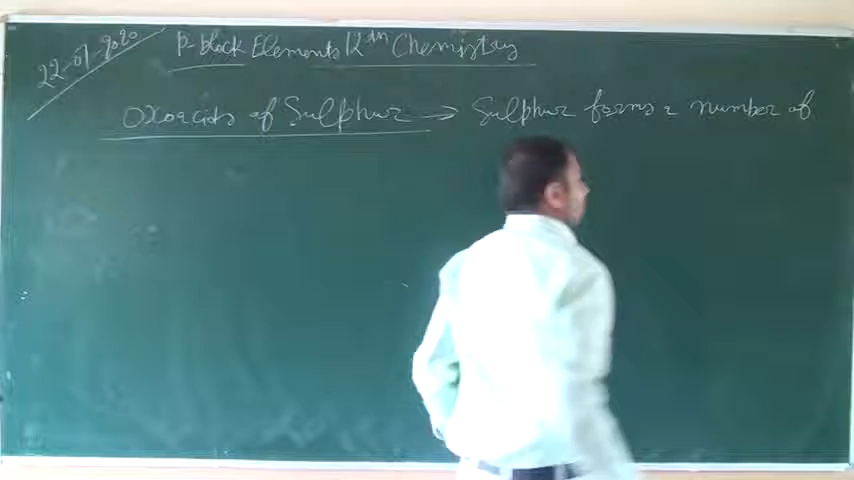 22-07-2020
P-block Elements 12th Chemistry
Oxoacids of Sulphur → Sulphur forms a number of